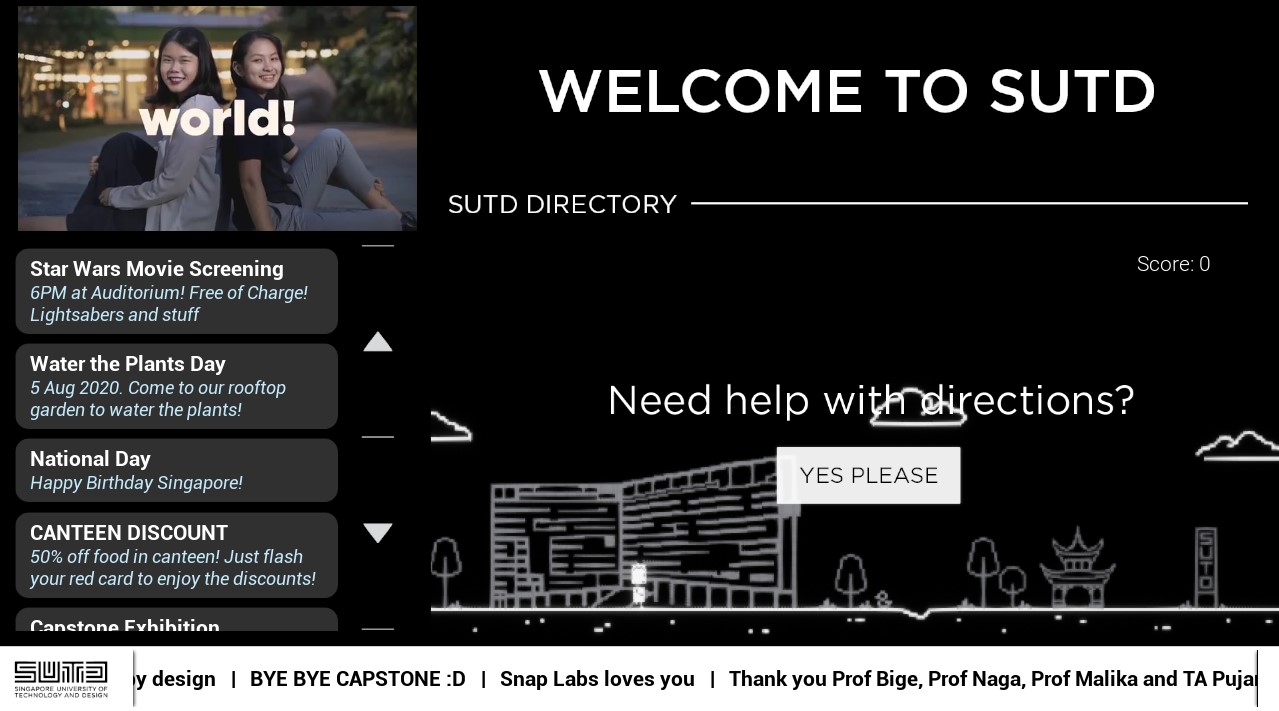 world!
WELCOME TO SUTD
SUTD DIRECTORY
Score: 0
Star Wars Movie Screening
6PM at Auditorium! Free of Charge!
Lightsabers and stuff
Water the Plants Day
5 Aug 2020. Come to our rooftop
garden to water the plants!
National Day
Happy Birthday Singapore!
CANTEEN DISCOUNT
50% off food in canteen! Just flash
your red card to enjoy the discounts!
Capstone Exhibition
Need help with directions?
YES PLEASE
SUTD
SUTD
SINGAPORE UNIVERSITY OF
TECHNOLOGY AND DESIGN
by design | BYE BYE CAPSTONE :D | Snap Labs loves you | Thank you Prof Bige, Prof Naga, Prof Malika and TA